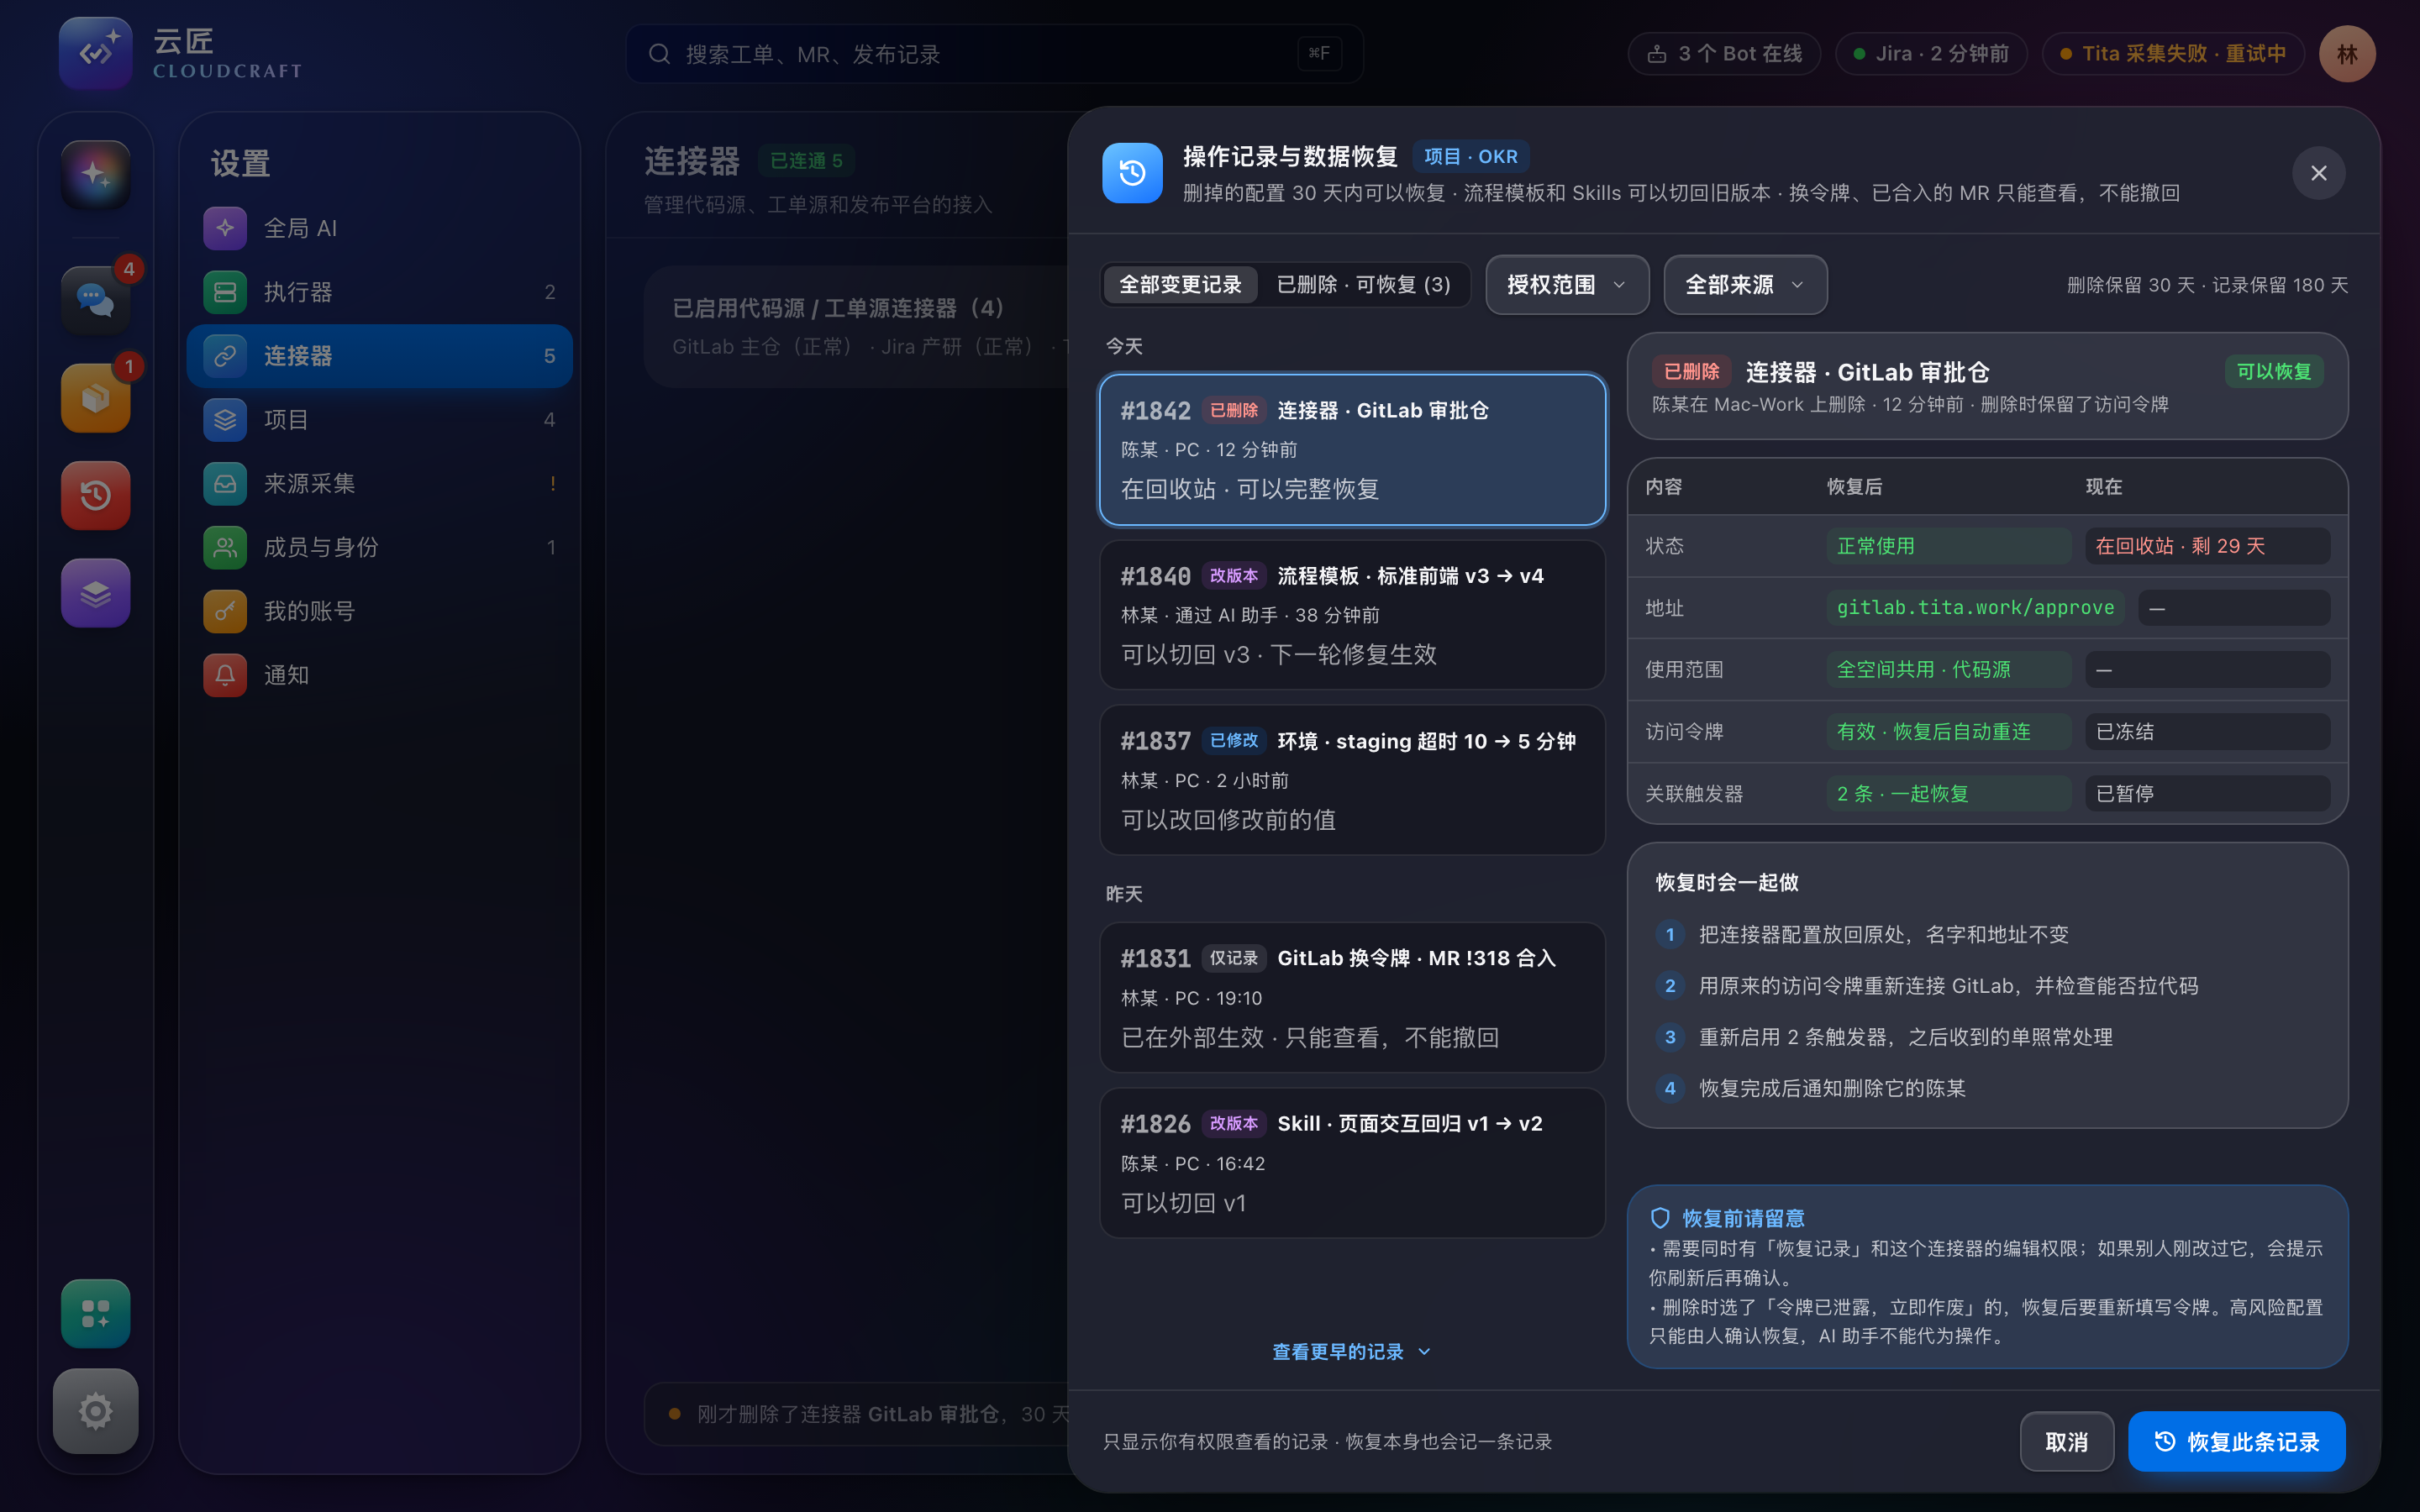 云匠
CLOUDCRAFT
搜索工单、MR、发布记录
⌘F
3 个 Bot 在线
Jira · 2 分钟前
Tita 采集失败 · 重试中
林
4
1
设置
全局 AI
执行器 2
连接器 5
项目 4
来源采集 !
成员与身份 1
我的账号
通知
连接器 已连通 5
管理代码源、工单源和发布平台的接入
已启用代码源 / 工单源连接器（4）
GitLab 主仓（正常） · Jira 产研（正常） · T
刚才删除了连接器 GitLab 审批仓，30 天
操作记录与数据恢复 项目 · OKR
删掉的配置 30 天内可以恢复 · 流程模板和 Skills 可以切回旧版本 · 换令牌、已合入的 MR 只能查看，不能撤回
全部变更记录 已删除 · 可恢复 (3) 授权范围 全部来源
删除保留 30 天 · 记录保留 180 天
今天
#1842 已删除 连接器 · GitLab 审批仓
陈某 · PC · 12 分钟前
在回收站 · 可以完整恢复
#1840 改版本 流程模板 · 标准前端 v3 → v4
林某 · 通过 AI 助手 · 38 分钟前
可以切回 v3 · 下一轮修复生效
#1837 已修改 环境 · staging 超时 10 → 5 分钟
林某 · PC · 2 小时前
可以改回修改前的值
昨天
#1831 仅记录 GitLab 换令牌 · MR !318 合入
林某 · PC · 19:10
已在外部生效 · 只能查看，不能撤回
#1826 改版本 Skill · 页面交互回归 v1 → v2
陈某 · PC · 16:42
可以切回 v1
查看更早的记录
已删除 连接器 · GitLab 审批仓 可以恢复
陈某在 Mac-Work 上删除 · 12 分钟前 · 删除时保留了访问令牌
内容 恢复后 现在
状态 正常使用 在回收站 · 剩 29 天
地址 gitlab.tita.work/approve —
使用范围 全空间共用 · 代码源 —
访问令牌 有效 · 恢复后自动重连 已冻结
关联触发器 2 条 · 一起恢复 已暂停
恢复时会一起做
1 把连接器配置放回原处，名字和地址不变
2 用原来的访问令牌重新连接 GitLab，并检查能否拉代码
3 重新启用 2 条触发器，之后收到的单照常处理
4 恢复完成后通知删除它的陈某
恢复前请留意
• 需要同时有「恢复记录」和这个连接器的编辑权限；如果别人刚改过它，会提示
你刷新后再确认。
• 删除时选了「令牌已泄露，立即作废」的，恢复后要重新填写令牌。高风险配置
只能由人确认恢复，AI 助手不能代为操作。
只显示你有权限查看的记录 · 恢复本身也会记一条记录
取消 恢复此条记录